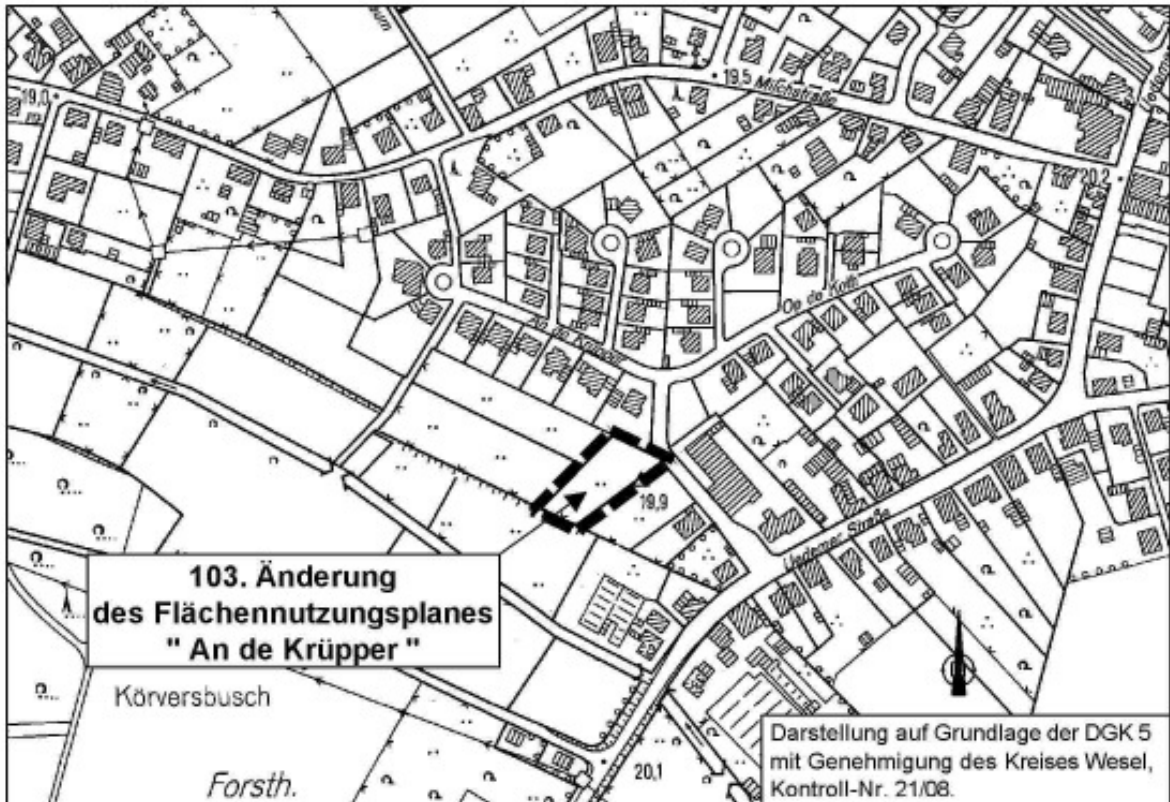 19,0
19,5 Milchstraße
20,2
Op de Kolk
19,9
Uedemer Straße
103. Änderung
des Flächennutzungsplanes
" An de Krüpper "
Körversbusch
Forsth.
20,1
Darstellung auf Grundlage der DGK 5
mit Genehmigung des Kreises Wesel,
Kontroll-Nr. 21/08.